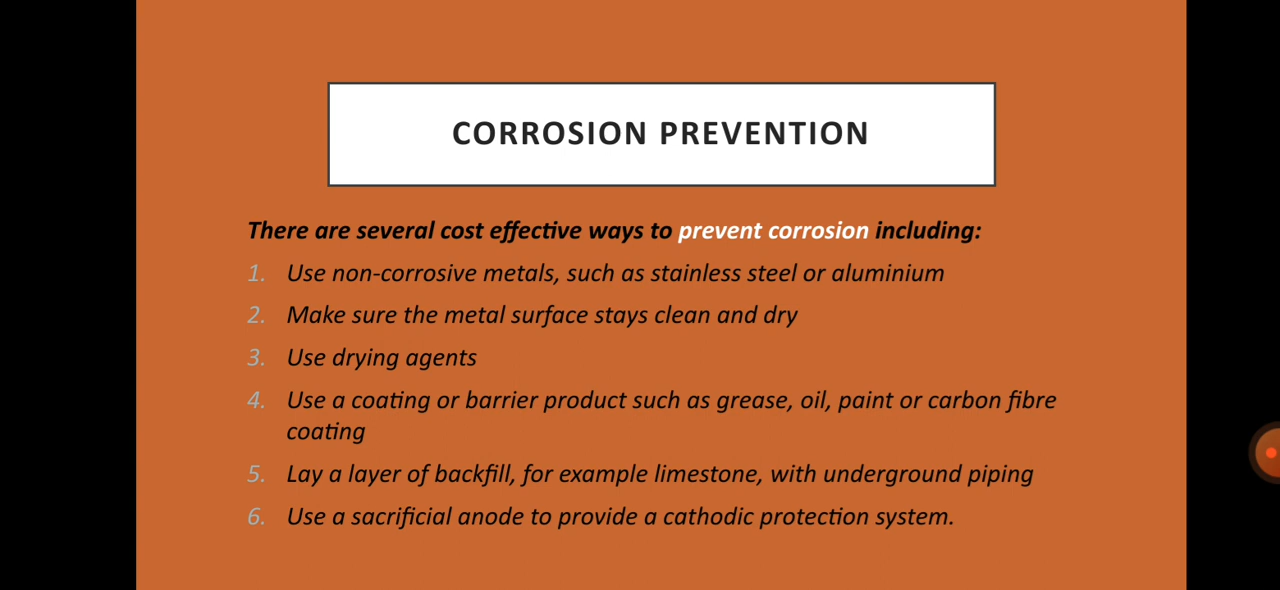 CORROSION PREVENTION
There are several cost effective ways to prevent corrosion including:
1. Use non-corrosive metals, such as stainless steel or aluminium
2. Make sure the metal surface stays clean and dry
3. Use drying agents
4. Use a coating or barrier product such as grease, oil, paint or carbon fibre
coating
5. Lay a layer of backfill, for example limestone, with underground piping
6. Use a sacrificial anode to provide a cathodic protection system.